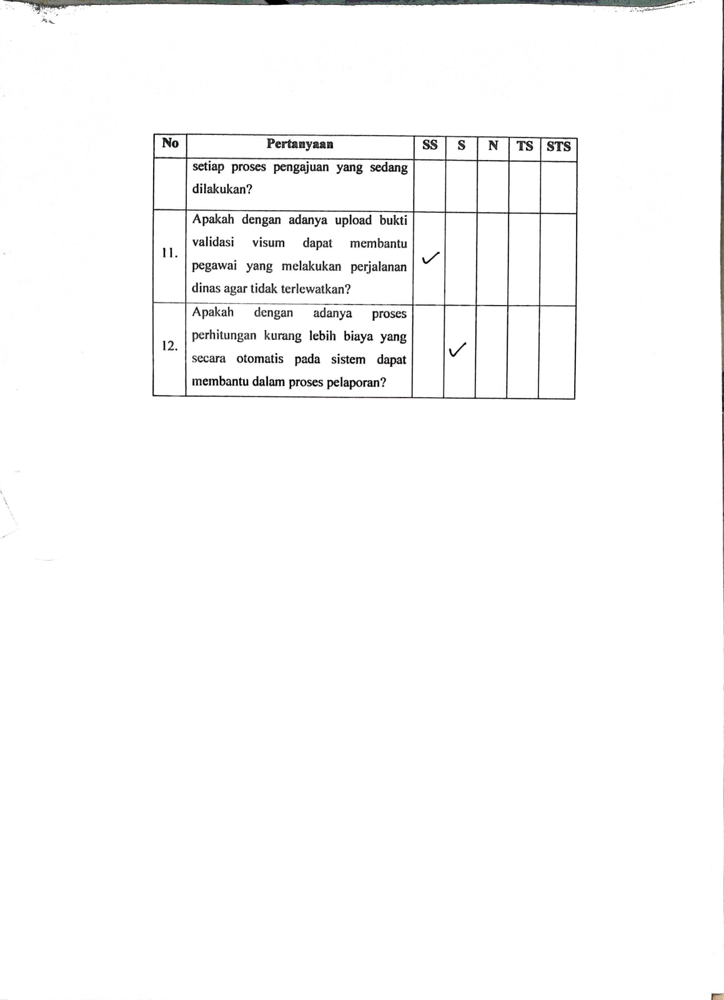 No Pertanyaan SS S N TS STS
setiap proses pengajuan yang sedang
dilakukan?
Apakah dengan adanya upload bukti
validasi visum dapat membantu
11.
pegawai yang melakukan perjalanan
dinas agar tidak terlewatkan?
Apakah dengan adanya proses
perhitungan kurang lebih biaya yang
12.
secara otomatis pada sistem dapat
membantu dalam proses pelaporan?